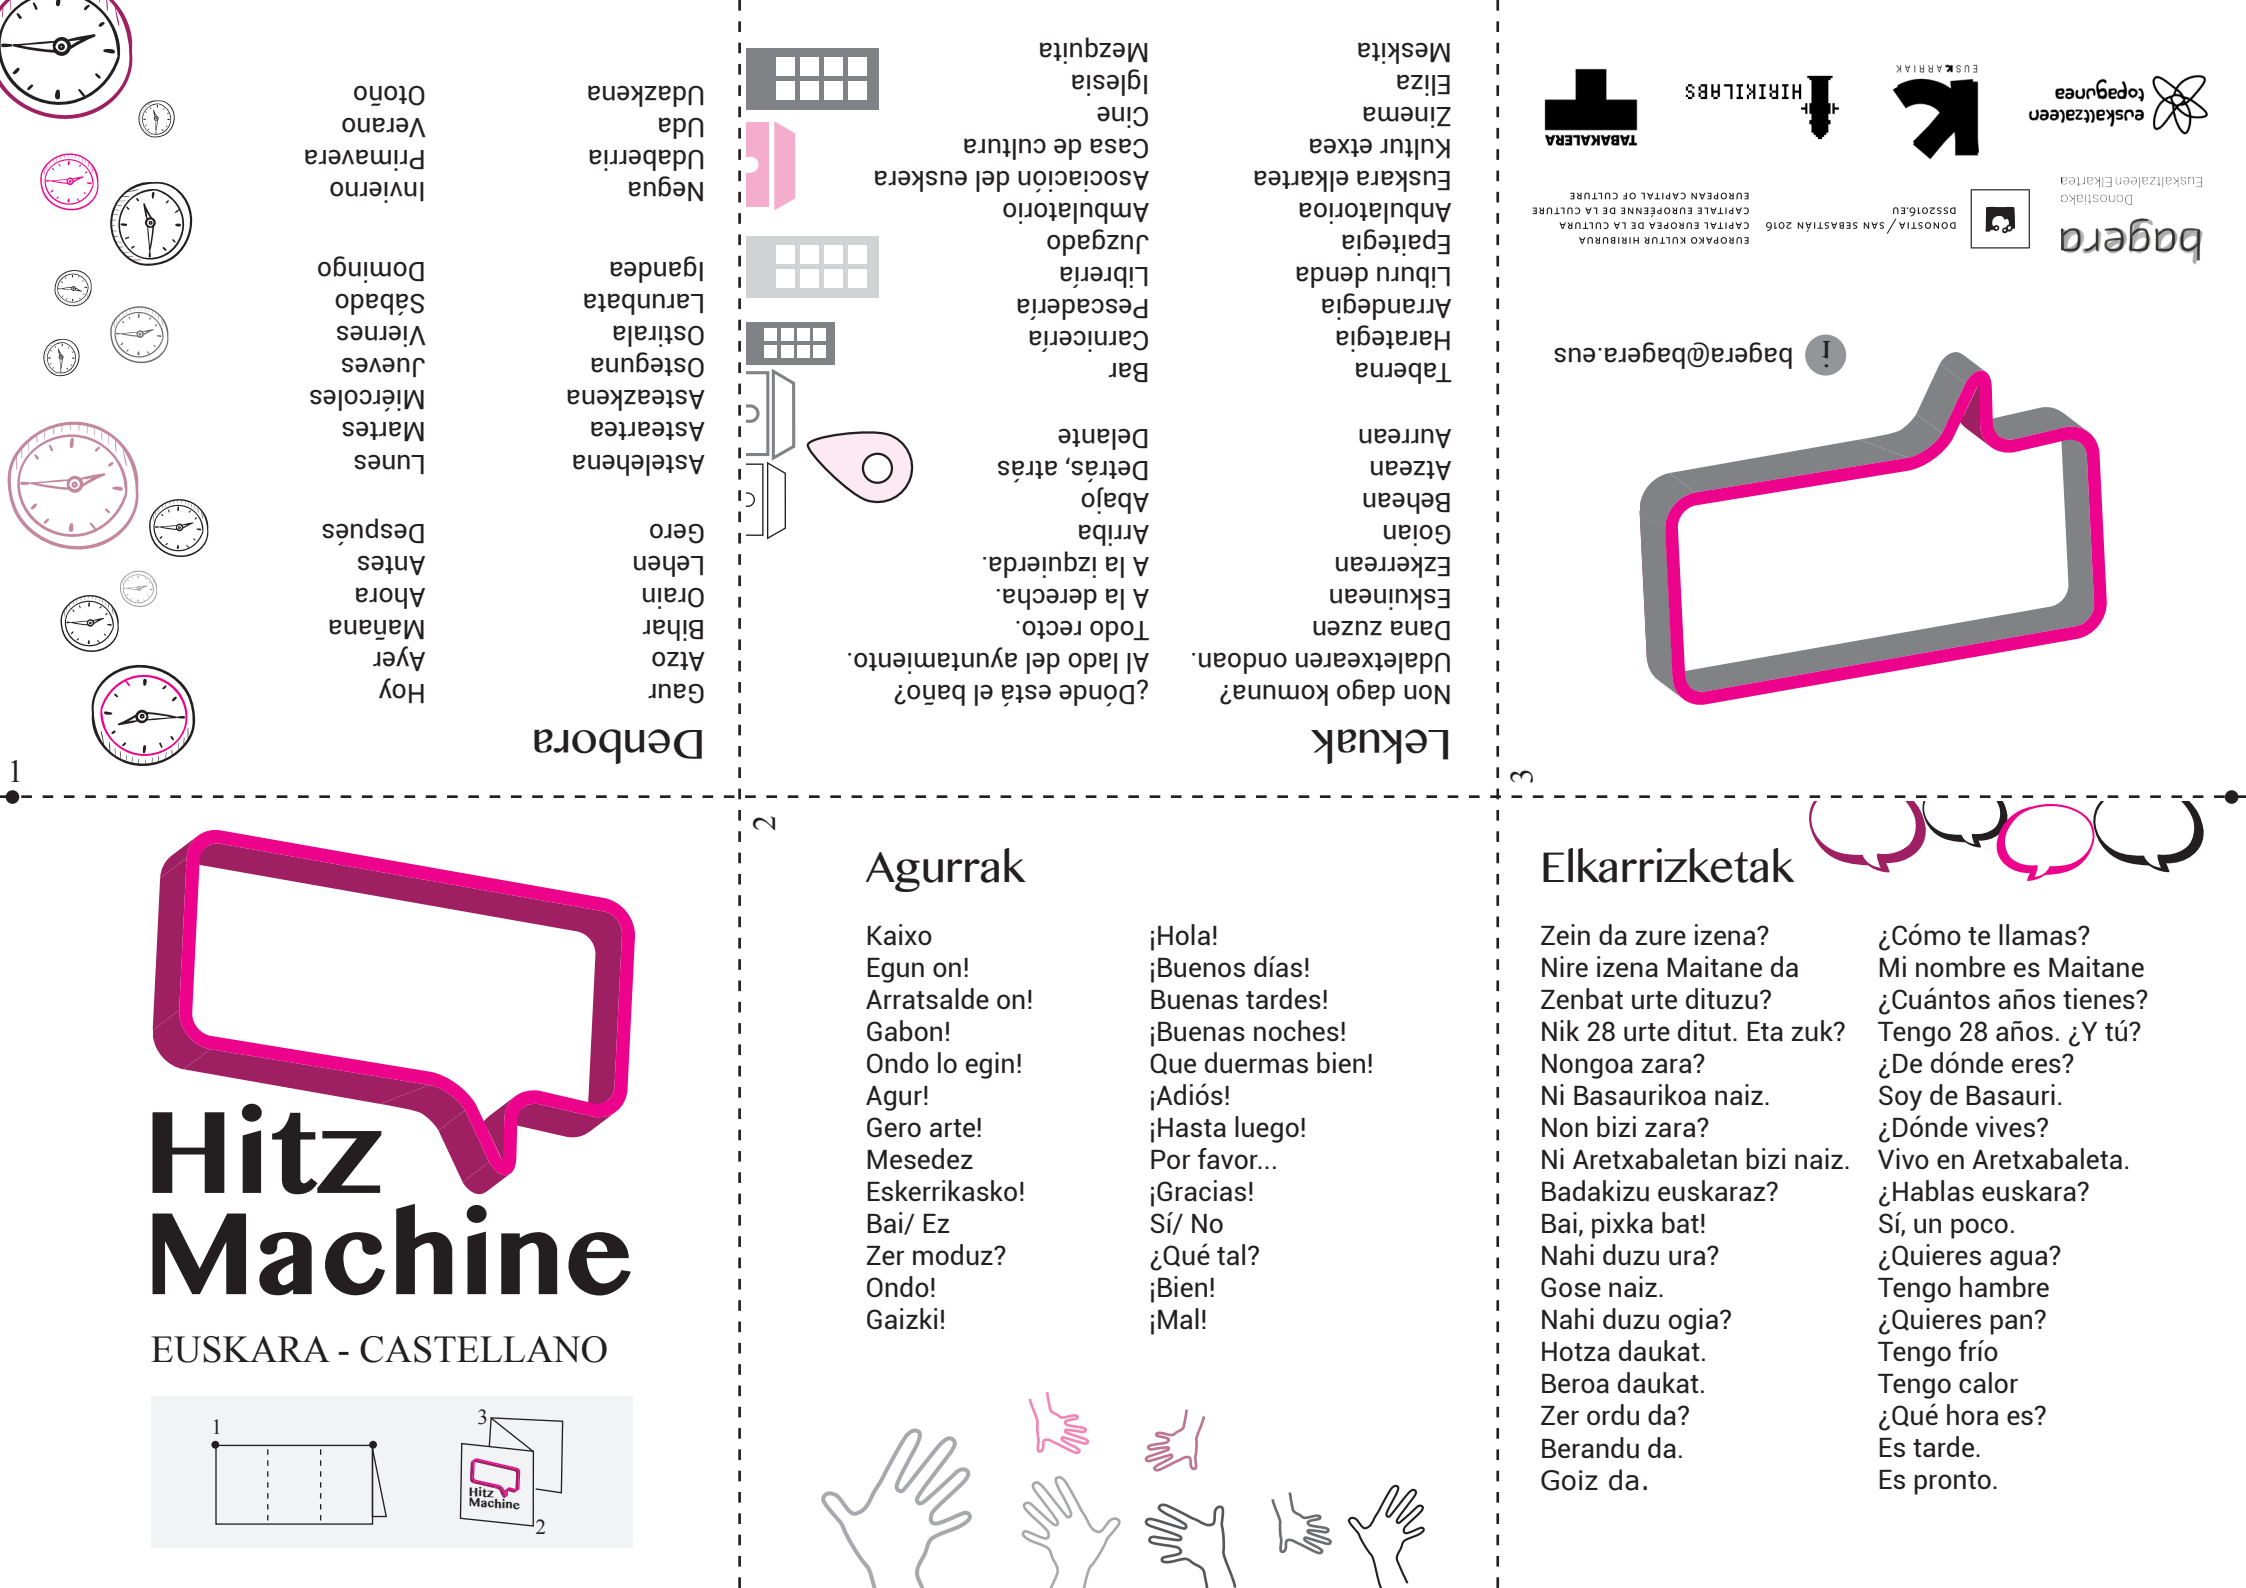 Hitz
Machine
EUSKARA - CASTELLANO
1
3
Hitz
Machine
2
2
Agurrak
Kaixo ¡Hola!
Egun on! ¡Buenos días!
Arratsalde on! Buenas tardes!
Gabon! ¡Buenas noches!
Ondo lo egin! Que duermas bien!
Agur! ¡Adiós!
Gero arte! ¡Hasta luego!
Mesedez Por favor...
Eskerrikasko! ¡Gracias!
Bai/ Ez Sí/ No
Zer moduz? ¿Qué tal?
Ondo! ¡Bien!
Gaizki! ¡Mal!
Elkarrizketak
Zein da zure izena? ¿Cómo te llamas?
Nire izena Maitane da Mi nombre es Maitane
Zenbat urte dituzu? ¿Cuántos años tienes?
Nik 28 urte ditut. Eta zuk? Tengo 28 años. ¿Y tú?
Nongoa zara? ¿De dónde eres?
Ni Basaurikoa naiz. Soy de Basauri.
Non bizi zara? ¿Dónde vives?
Ni Aretxabaletan bizi naiz. Vivo en Aretxabaleta.
Badakizu euskaraz? ¿Hablas euskara?
Bai, pixka bat! Sí, un poco.
Nahi duzu ura? ¿Quieres agua?
Gose naiz. Tengo hambre
Nahi duzu ogia? ¿Quieres pan?
Hotza daukat. Tengo frío
Beroa daukat. Tengo calor
Zer ordu da? ¿Qué hora es?
Berandu da. Es tarde.
Goiz da. Es pronto.
3
bagera@bagera.eus
i
bagera
Donostiako
Euskaltzaleen Elkartea
DONOSTIA / SAN SEBASTIÁN 2016
DSS2016.EU
EUROPAKO KULTUR HIRIBURUA
CAPITAL EUROPEA DE LA CULTURA
CAPITALE EUROPÉENNE DE LA CULTURE
EUROPEAN CAPITAL OF CULTURE
euskaltzaleen
topagunea
EUSKARRIAK
HIRIKILABS
TABAKALERA
Lekuak
Non dago komuna? ¿Dónde está el baño?
Udaletxearen ondoan. Al lado del ayuntamiento.
Dana zuzen Todo recto.
Eskuinean A la derecha.
Ezkerrean A la izquierda.
Goian Arriba
Behean Abajo
Atzean Detrás, atrás
Aurrean Delante
Taberna Bar
Harategia Carnicería
Arrandegia Pescadería
Liburu denda Librería
Epaitegia Juzgado
Anbulatorioa Ambulatorio
Euskara elkartea Asociación del euskera
Kultur etxea Casa de cultura
Zinema Cine
Eliza Iglesia
Meskita Mezquita
Denbora
Gaur Hoy
Atzo Ayer
Bihar Mañana
Orain Ahora
Lehen Antes
Gero Después
Astelehena Lunes
Asteartea Martes
Asteazkena Miércoles
Osteguna Jueves
Ostirala Viernes
Larunbata Sábado
Igandea Domingo
Negua Invierno
Udaberria Primavera
Uda Verano
Udazkena Otoño
1